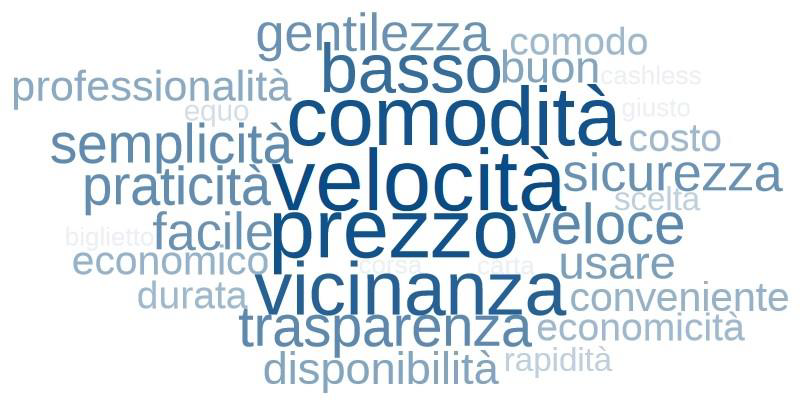 gentilezza comodo
basso buon cashless
professionalità
equo comodità giusto
semplicità costo
praticità velocità sicurezza
scelta
biglietto facile prezzo veloce
economico corsa carta usare
durata vicinanza conveniente
trasparenza economicità
disponibilità rapidità